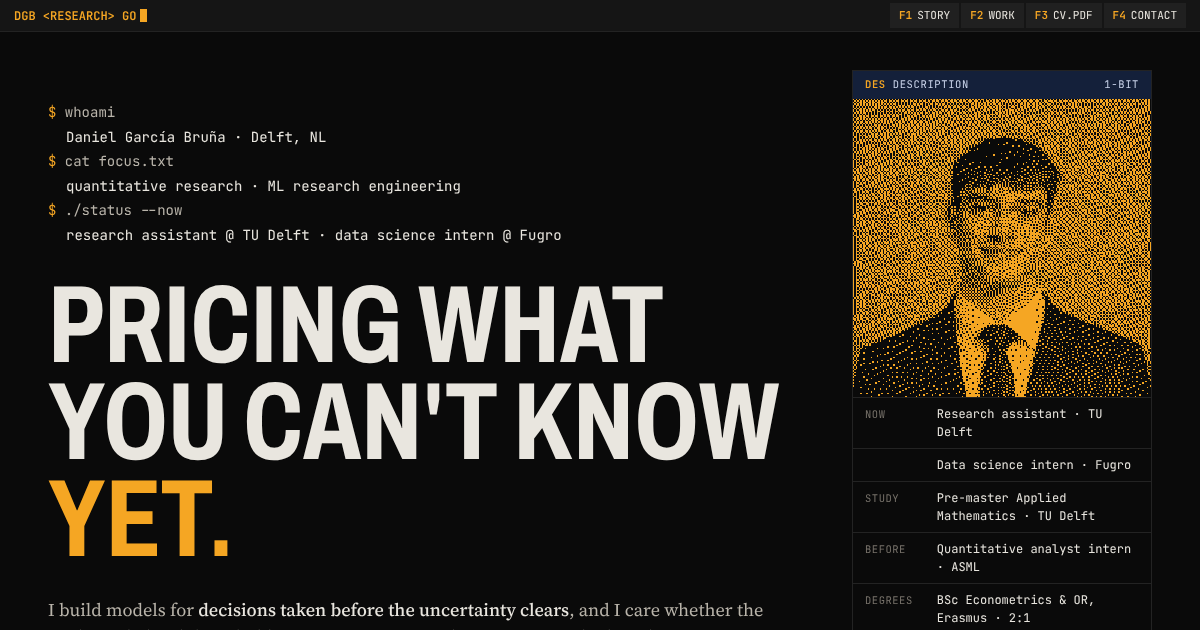 DGB <RESEARCH> GO
F1 STORY
F2 WORK
F3 CV.PDF
F4 CONTACT
$ whoami
Daniel García Bruña · Delft, NL
$ cat focus.txt
quantitative research · ML research engineering
$ ./status --now
research assistant @ TU Delft · data science intern @ Fugro
PRICING WHAT
YOU CAN'T KNOW
YET.
I build models for decisions taken before the uncertainty clears, and I care whether the
DES DESCRIPTION
1-BIT
NOW
Research assistant · TU
Delft
Data science intern · Fugro
STUDY
Pre-master Applied
Mathematics · TU Delft
BEFORE
Quantitative analyst intern
· ASML
DEGREES
BSc Econometrics & OR,
Erasmus · 2:1